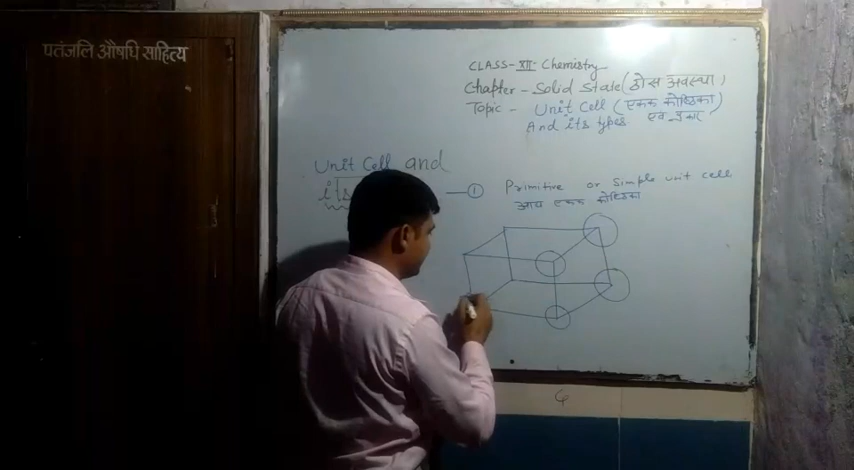 पतंजलि औषधि साहित्य
CLASS-XII- Chemistry
Chapter - Solid State (ठोस अवस्था)
Topic - Unit Cell (एकक कोष्ठिका)
And its types एवं प्रकार
Unit Cell and
its
① Primitive or Simple unit cell
आद्य एकक कोष्ठिका